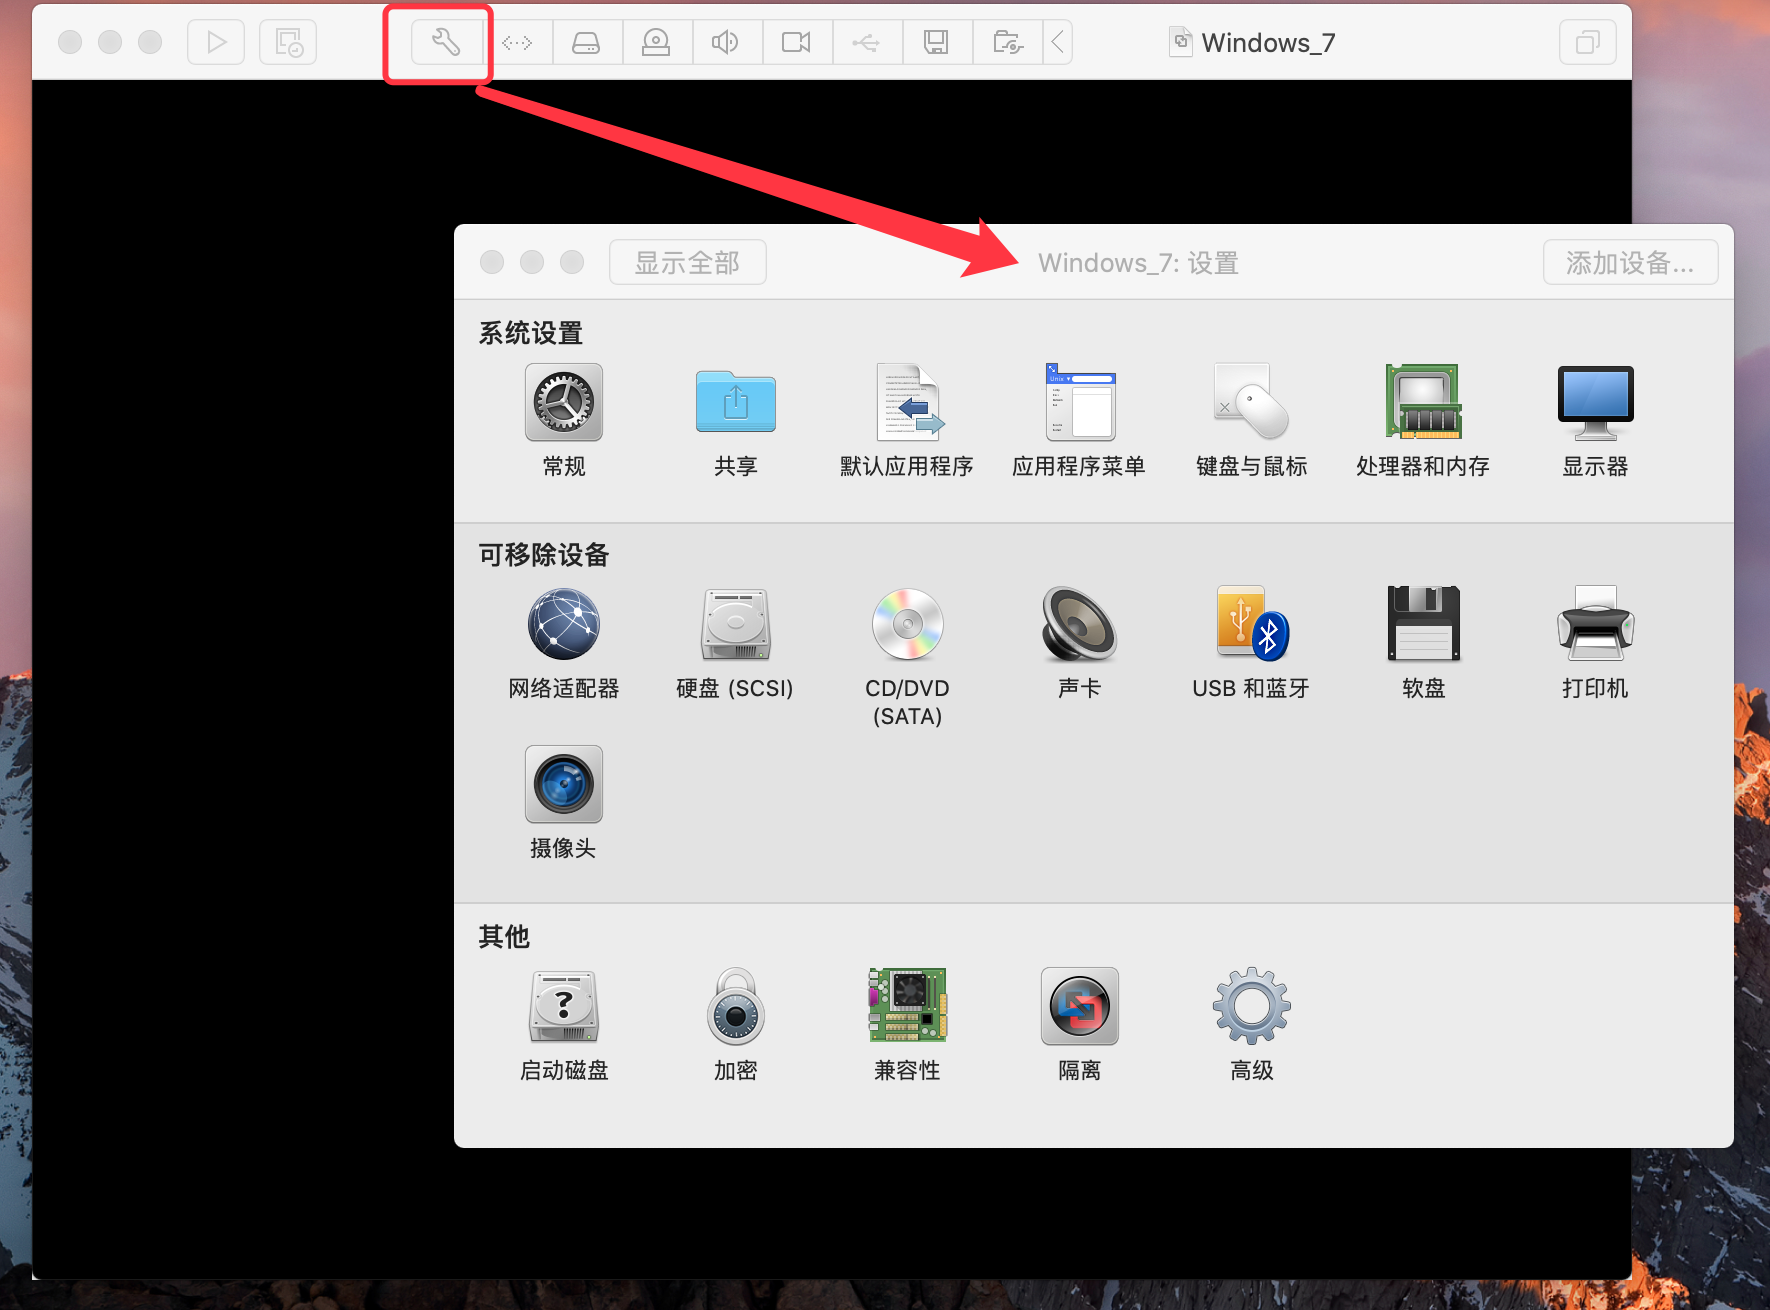 Windows_7
显示全部
Windows_7: 设置
添加设备...
系统设置
常规
共享
默认应用程序
应用程序菜单
键盘与鼠标
处理器和内存
显示器
可移除设备
网络适配器
硬盘 (SCSI)
CD/DVD
(SATA)
声卡
USB 和蓝牙
软盘
打印机
摄像头
其他
?
启动磁盘
加密
兼容性
隔离
高级